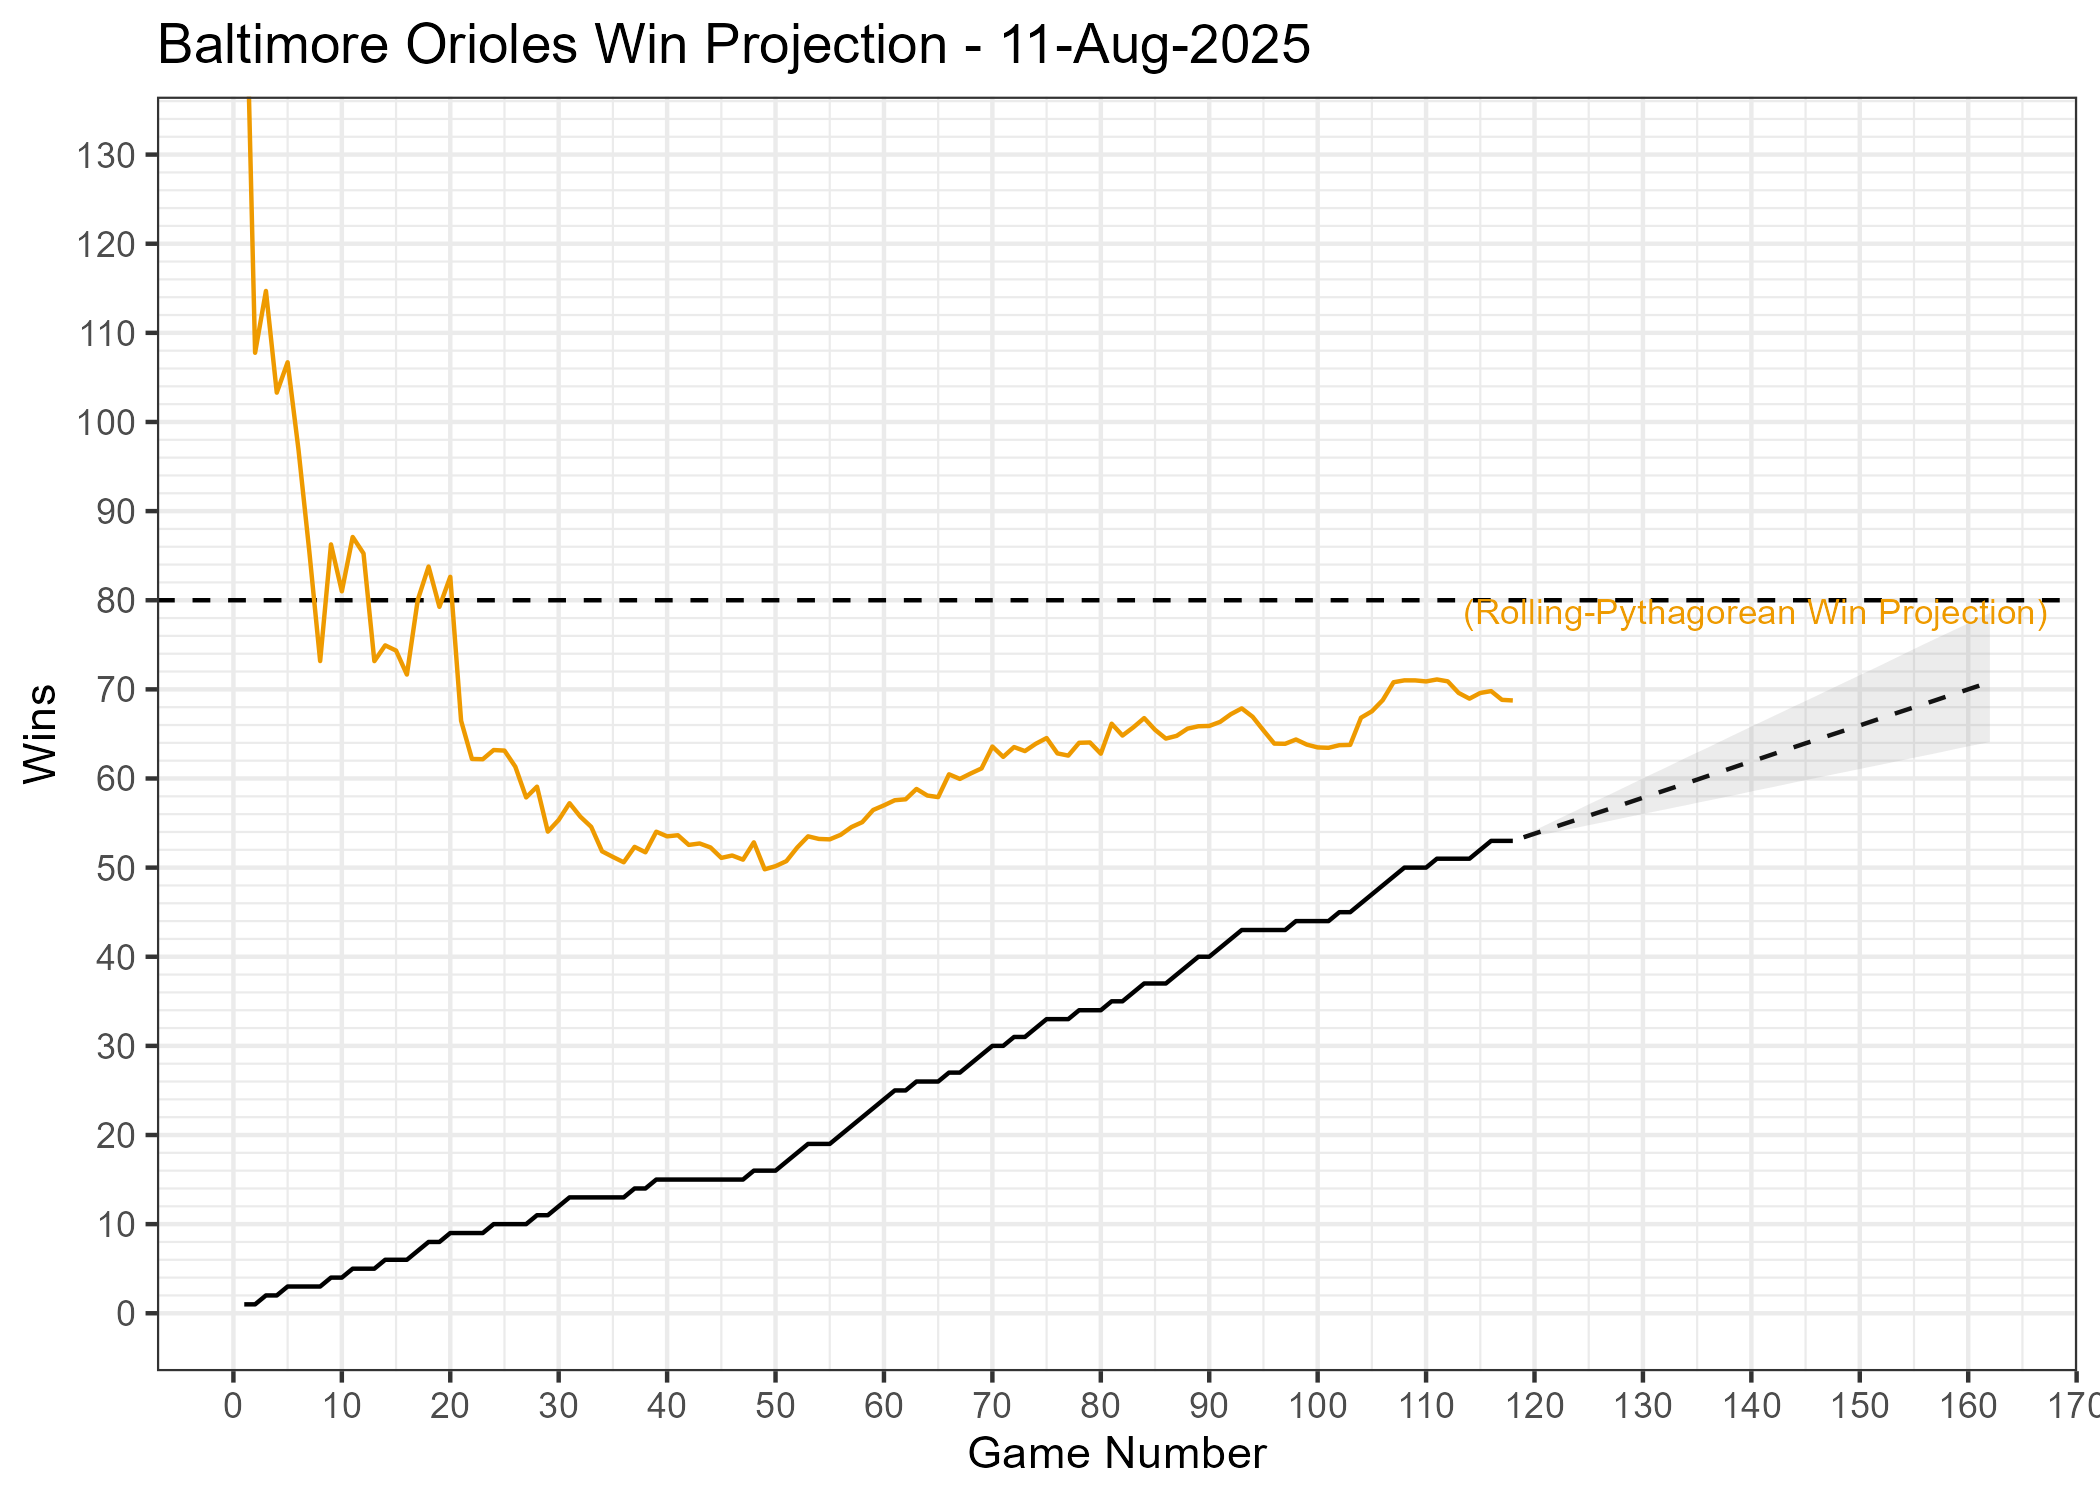 Baltimore Orioles Win Projection - 11-Aug-2025
130
120
110
100
90
80
(Rolling-Pythagorean Win Projection)
70
60
50
40
30
20
10
0
Wins
0 10 20 30 40 50 60 70 80 90 100 110 120 130 140 150 160 170
Game Number